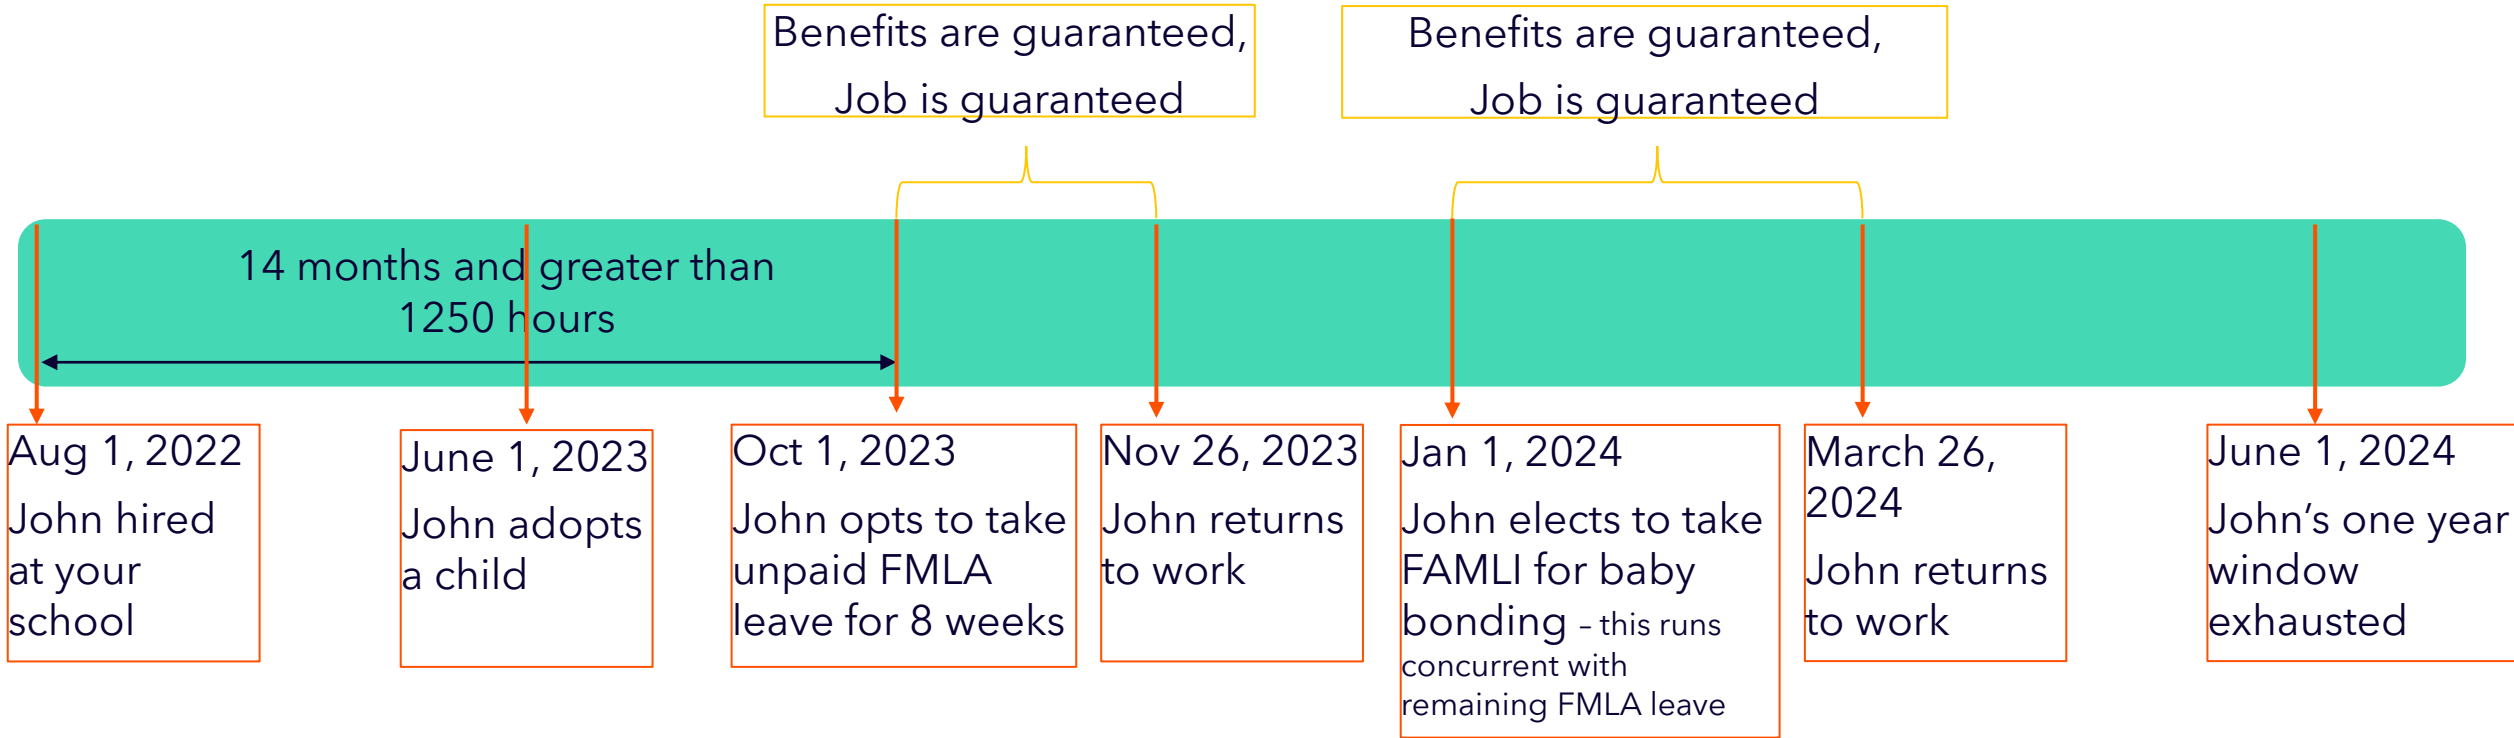 Benefits are guaranteed,
Job is guaranteed
Benefits are guaranteed,
Job is guaranteed
14 months and greater than
1250 hours
Aug 1, 2022
John hired
at your
school
June 1, 2023
John adopts
a child
Oct 1, 2023
John opts to take
unpaid FMLA
leave for 8 weeks
Nov 26, 2023
John returns
to work
Jan 1, 2024
John elects to take
FAMLI for baby
bonding – this runs
concurrent with
remaining FMLA leave
March 26,
2024
John returns
to work
June 1, 2024
John’s one year
window
exhausted